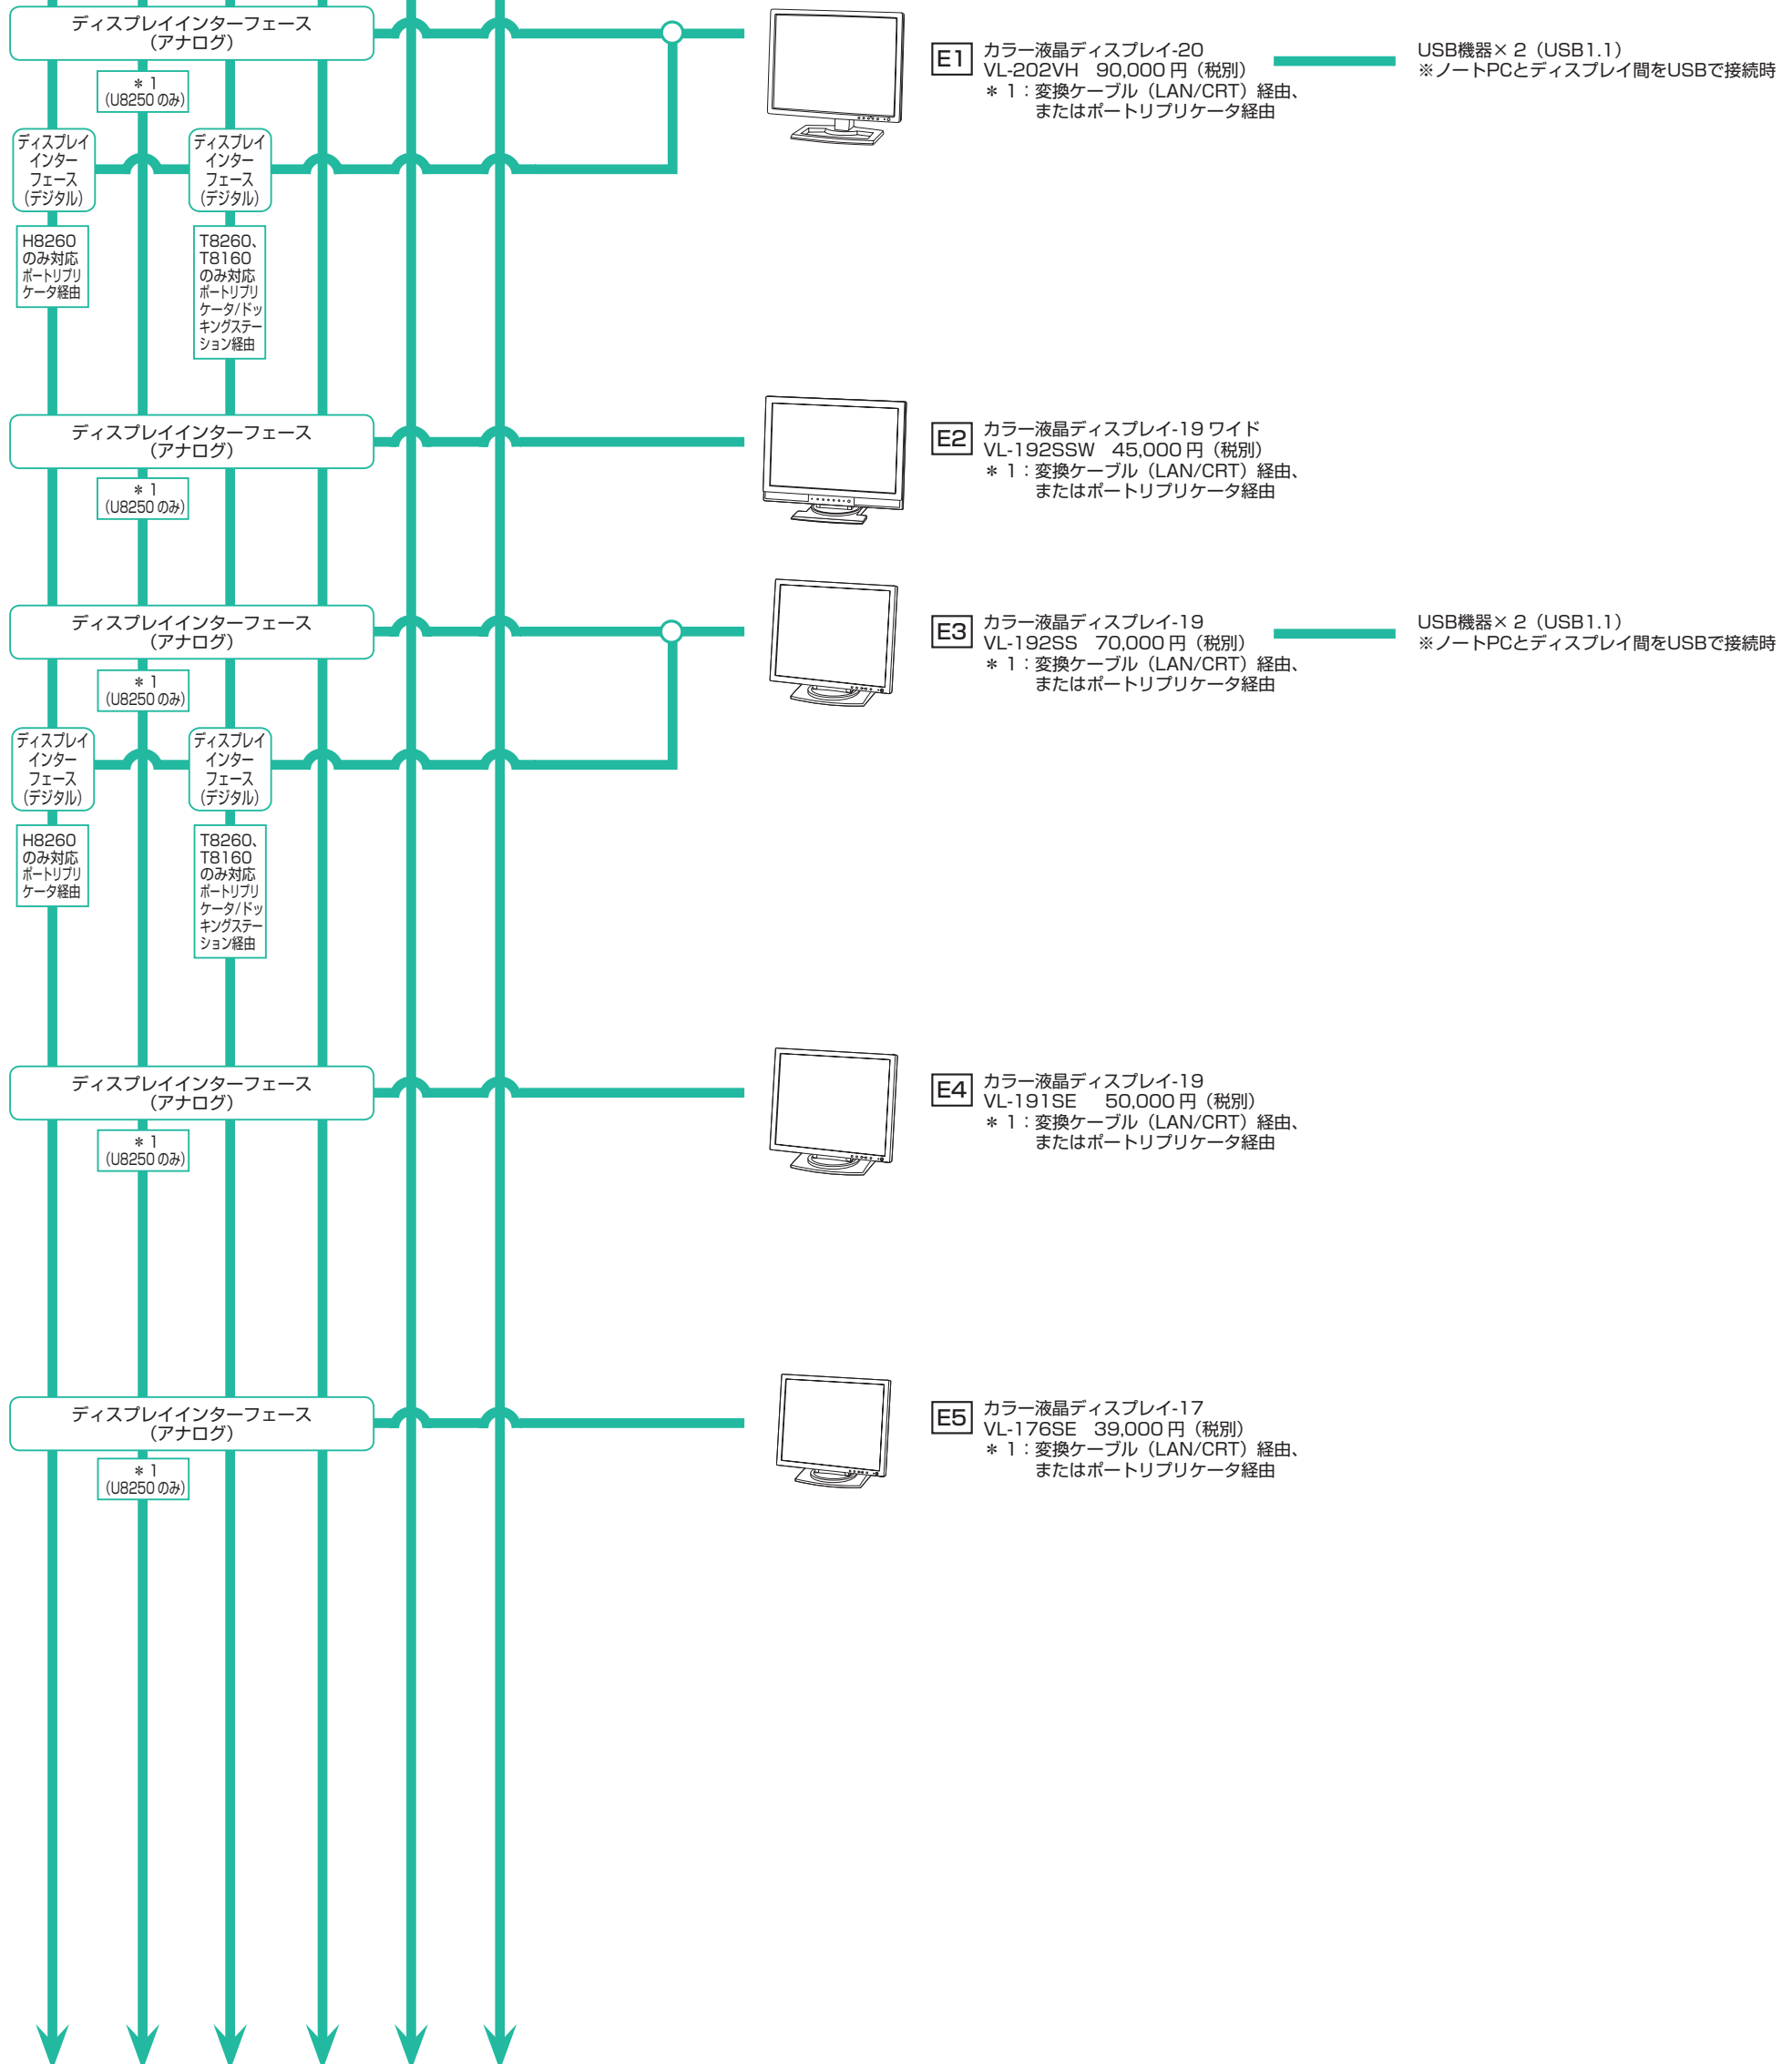 ディスプレイインターフェース
（アナログ）
＊ 1
（U8250 のみ）
ディスプレイ
インター
フェース
（デジタル）
ディスプレイ
インター
フェース
（デジタル）
H8260
のみ対応
ポートリプリ
ケータ経由
T8260、
T8160
のみ対応
ポートリプリ
ケータ/ドッ
キングステー
ション経由
E1
カラー液晶ディスプレイ-20
VL-202VH　90,000 円（税別）
＊ 1：変換ケーブル（LAN/CRT）経由、
またはポートリプリケータ経由
USB機器× 2（USB1.1）
※ノートPCとディスプレイ間をUSBで接続時
ディスプレイインターフェース
（アナログ）
＊ 1
（U8250 のみ）
E2
カラー液晶ディスプレイ-19 ワイド
VL-192SSW　45,000 円（税別）
＊ 1：変換ケーブル（LAN/CRT）経由、
またはポートリプリケータ経由
ディスプレイインターフェース
（アナログ）
＊ 1
（U8250 のみ）
ディスプレイ
インター
フェース
（デジタル）
ディスプレイ
インター
フェース
（デジタル）
H8260
のみ対応
ポートリプリ
ケータ経由
T8260、
T8160
のみ対応
ポートリプリ
ケータ/ドッ
キングステー
ション経由
E3
カラー液晶ディスプレイ-19
VL-192SS　70,000 円（税別）
＊ 1：変換ケーブル（LAN/CRT）経由、
またはポートリプリケータ経由
USB機器× 2（USB1.1）
※ノートPCとディスプレイ間をUSBで接続時
ディスプレイインターフェース
（アナログ）
＊ 1
（U8250 のみ）
E4
カラー液晶ディスプレイ-19
VL-191SE　 50,000 円（税別）
＊ 1：変換ケーブル（LAN/CRT）経由、
またはポートリプリケータ経由
ディスプレイインターフェース
（アナログ）
＊ 1
（U8250 のみ）
E5
カラー液晶ディスプレイ-17
VL-176SE　39,000 円（税別）
＊ 1：変換ケーブル（LAN/CRT）経由、
またはポートリプリケータ経由